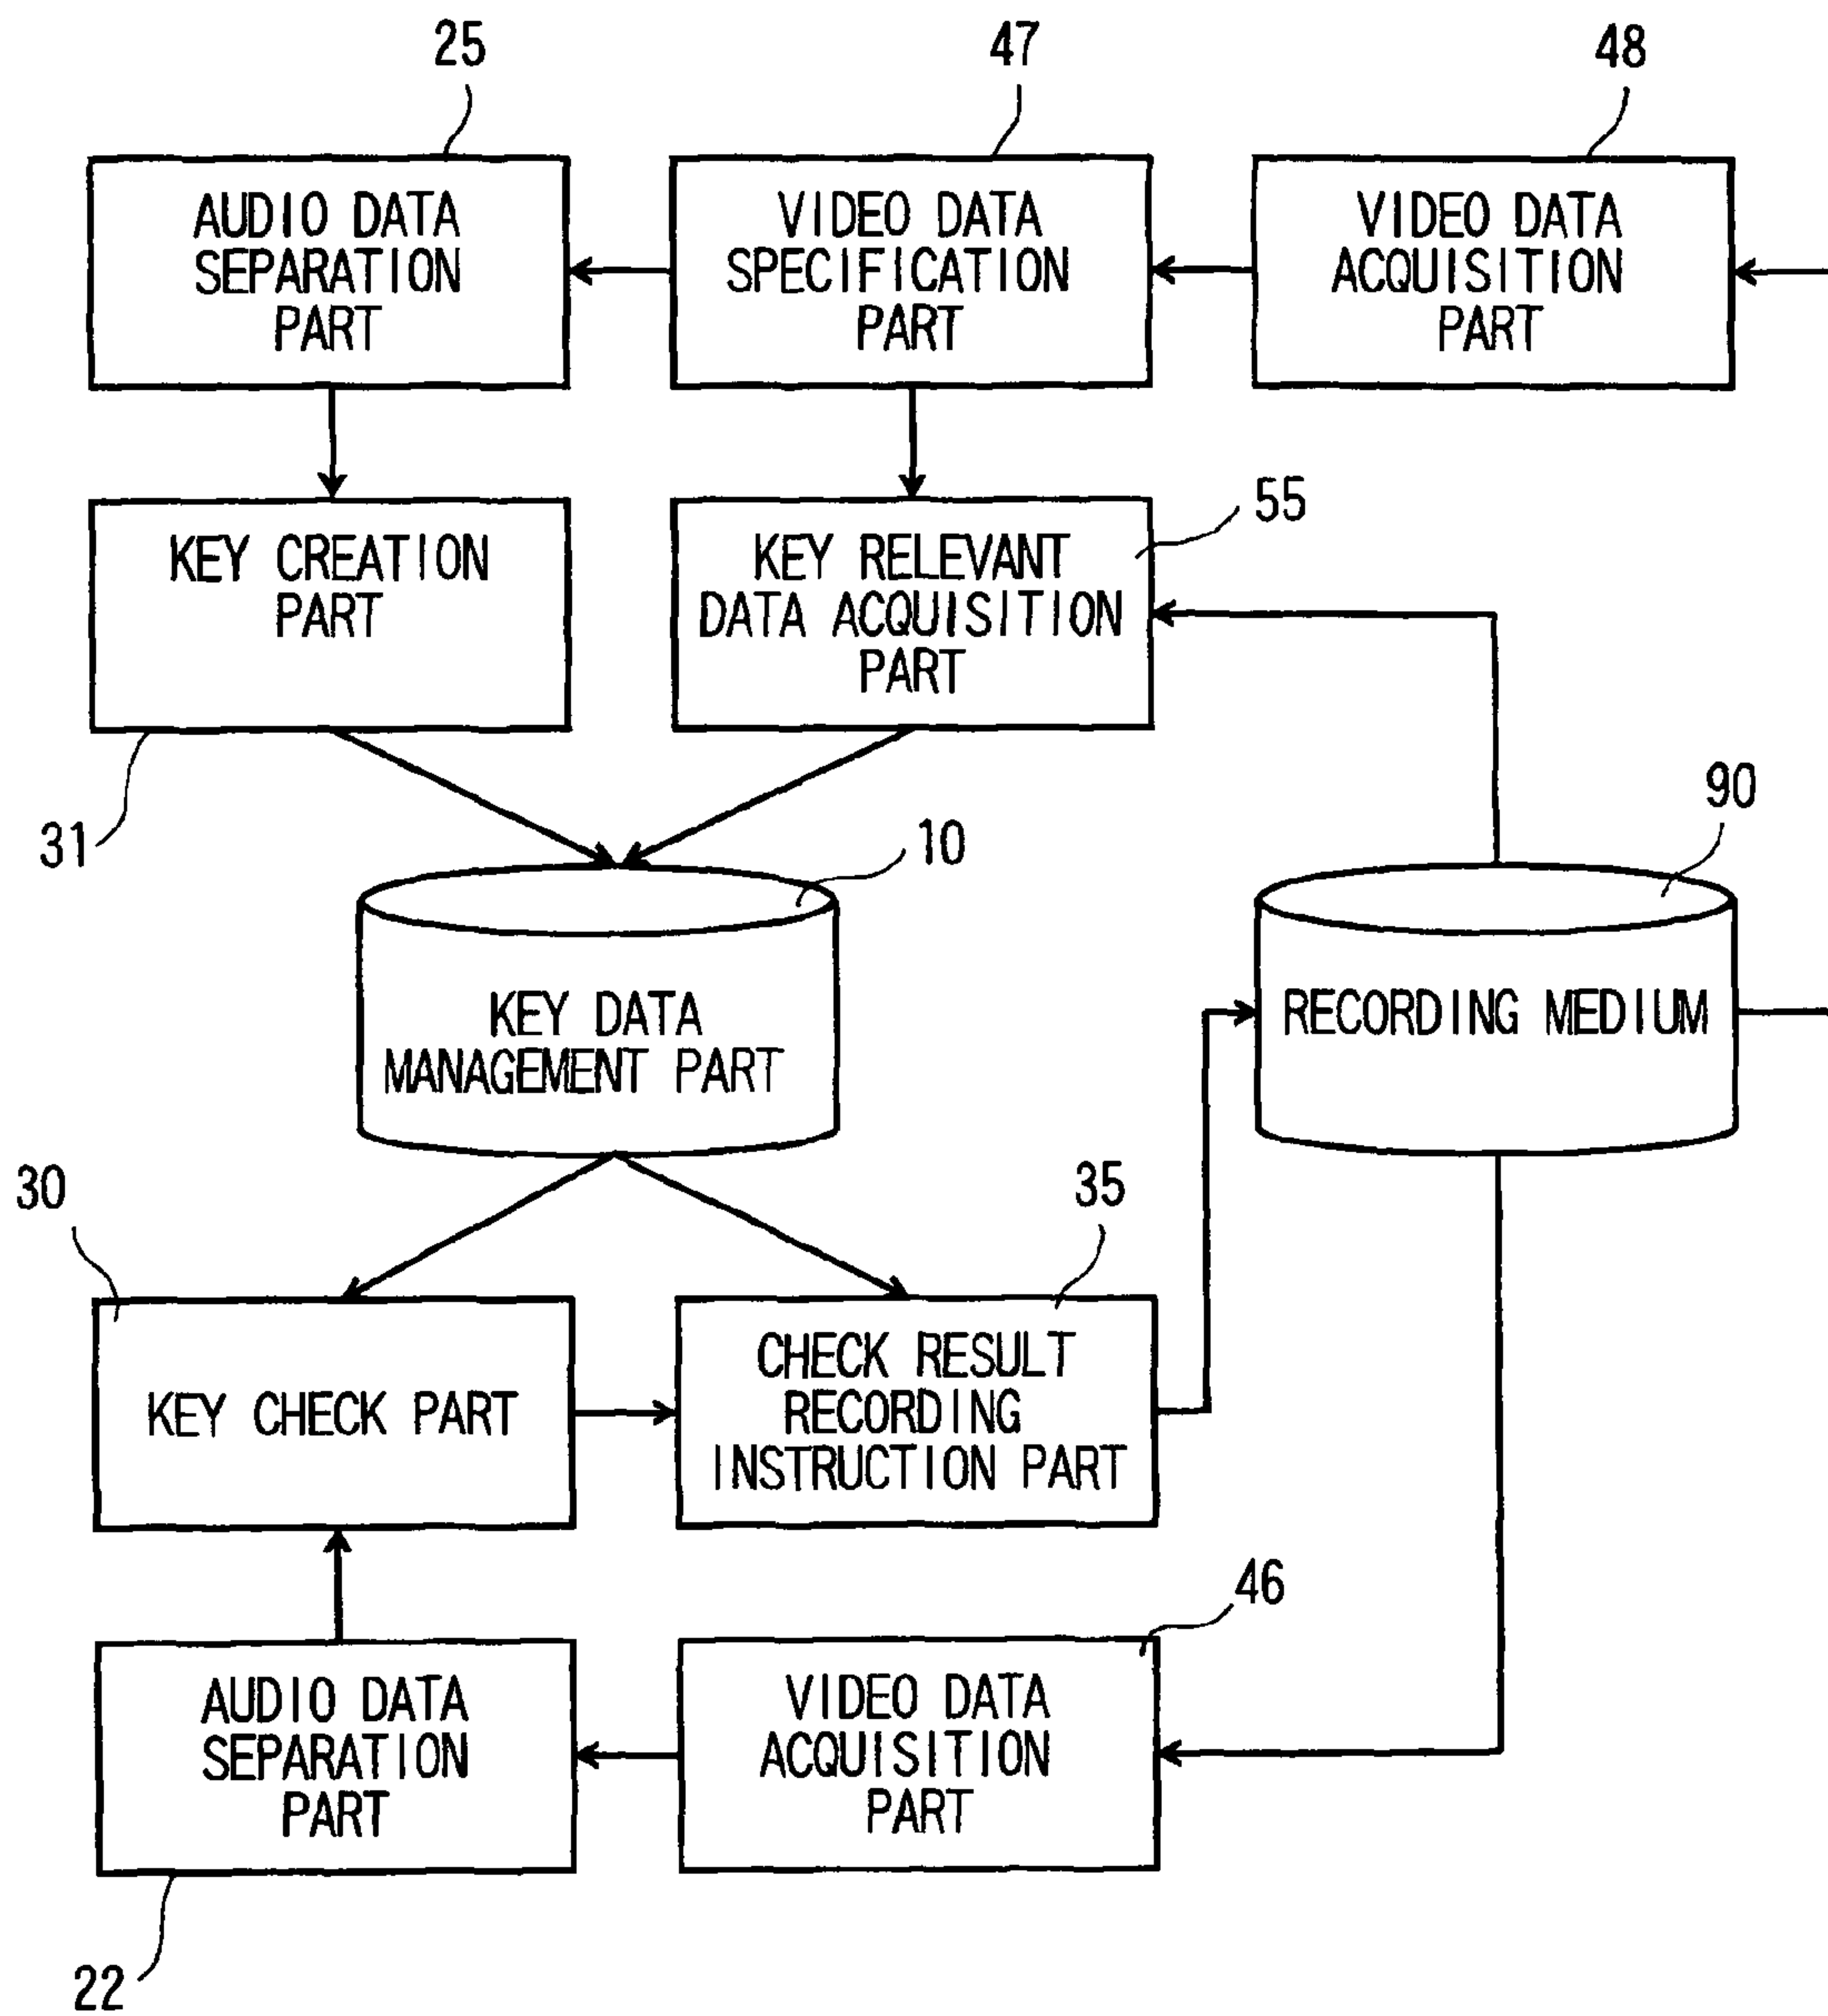 25
47
48
AUDIO DATA
SEPARATION
PART
VIDEO DATA
SPECIFICATION
PART
VIDEO DATA
ACQUISITION
PART
KEY CREATION
PART
KEY RELEVANT
DATA ACQUISITION
PART
55
31
10
90
KEY DATA
MANAGEMENT PART
RECORDING MEDIUM
30
35
KEY CHECK PART
CHECK RESULT
RECORDING
INSTRUCTION PART
46
AUDIO DATA
SEPARATION
PART
VIDEO DATA
ACQUISITION
PART
22